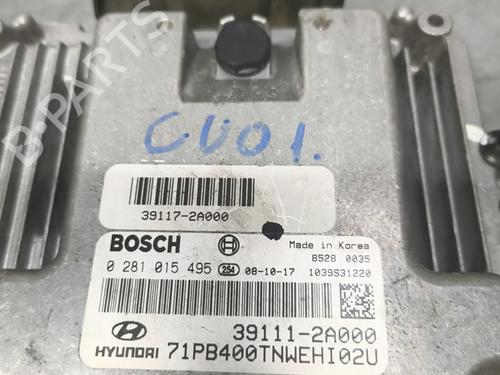 B-PARTS
CU01.
39117-2A000
BOSCH
Made in Korea
8528 0035
0 281 015 495 254 08-10-17 1039S31220
39111-2A000
HYUNDAI 71PB400TNWEHI02U